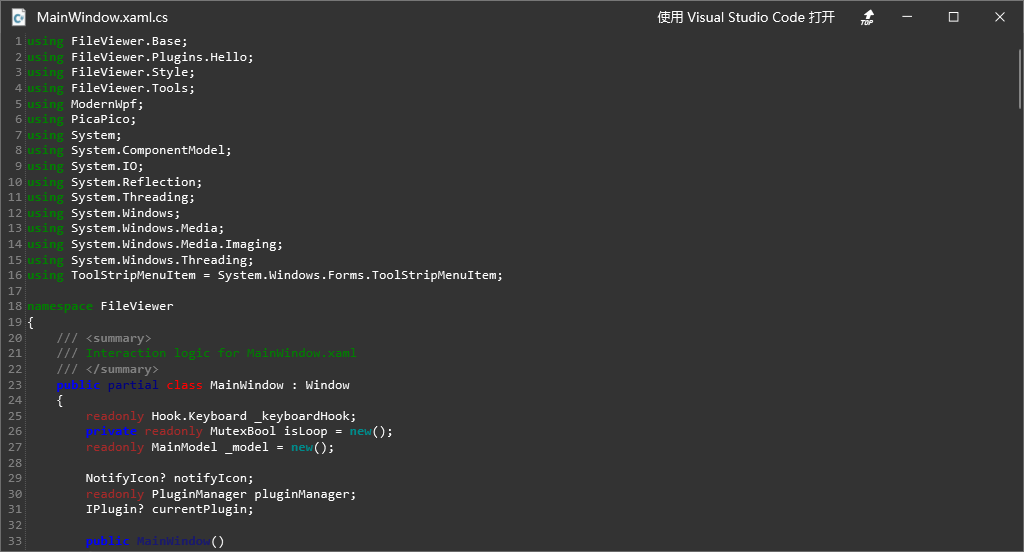 MainWindow.xaml.cs 使用 Visual Studio Code 打开 TOP
1 using FileViewer.Base;
2 using FileViewer.Plugins.Hello;
3 using FileViewer.Style;
4 using FileViewer.Tools;
5 using ModernWpf;
6 using PicaPico;
7 using System;
8 using System.ComponentModel;
9 using System.IO;
10 using System.Reflection;
11 using System.Threading;
12 using System.Windows;
13 using System.Windows.Media;
14 using System.Windows.Media.Imaging;
15 using System.Windows.Threading;
16 using ToolStripMenuItem = System.Windows.Forms.ToolStripMenuItem;
17
18 namespace FileViewer
19 {
20     /// <summary>
21     /// Interaction logic for MainWindow.xaml
22     /// </summary>
23     public partial class MainWindow : Window
24     {
25         readonly Hook.Keyboard _keyboardHook;
26         private readonly MutexBool isLoop = new();
27         readonly MainModel _model = new();
28
29         NotifyIcon? notifyIcon;
30         readonly PluginManager pluginManager;
31         IPlugin? currentPlugin;
32
33         public MainWindow()